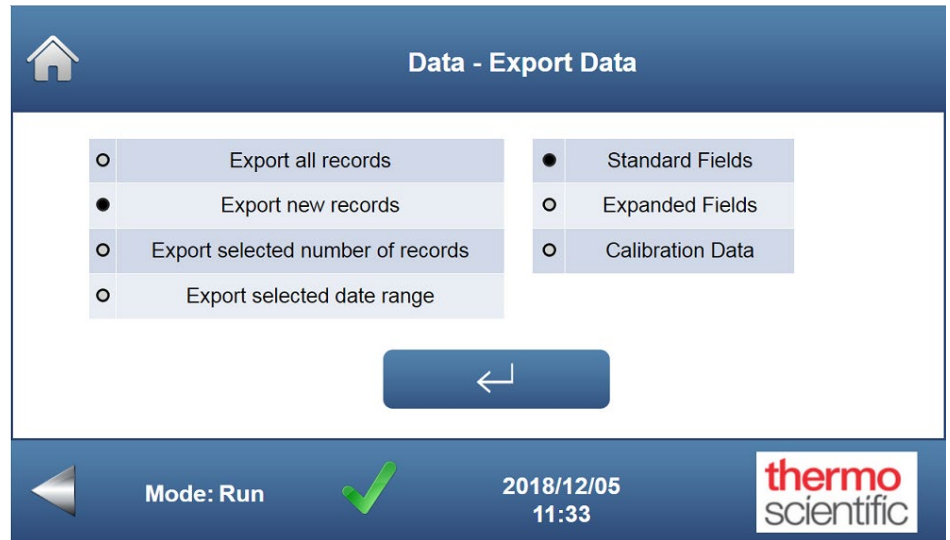 Data - Export Data
Export all records
Export new records
Export selected number of records
Export selected date range
Standard Fields
Expanded Fields
Calibration Data
Mode: Run
2018/12/05
11:33
thermo
scientific